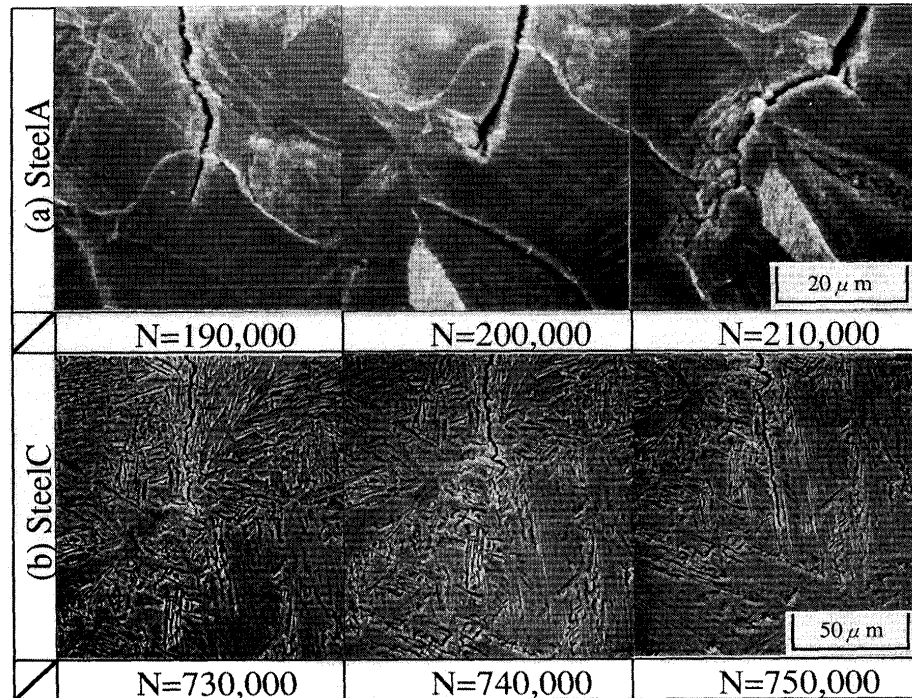 (a) SteelA
20 μ m
N=190,000 N=200,000 N=210,000
(b) SteelC
50 μ m
N=730,000 N=740,000 N=750,000